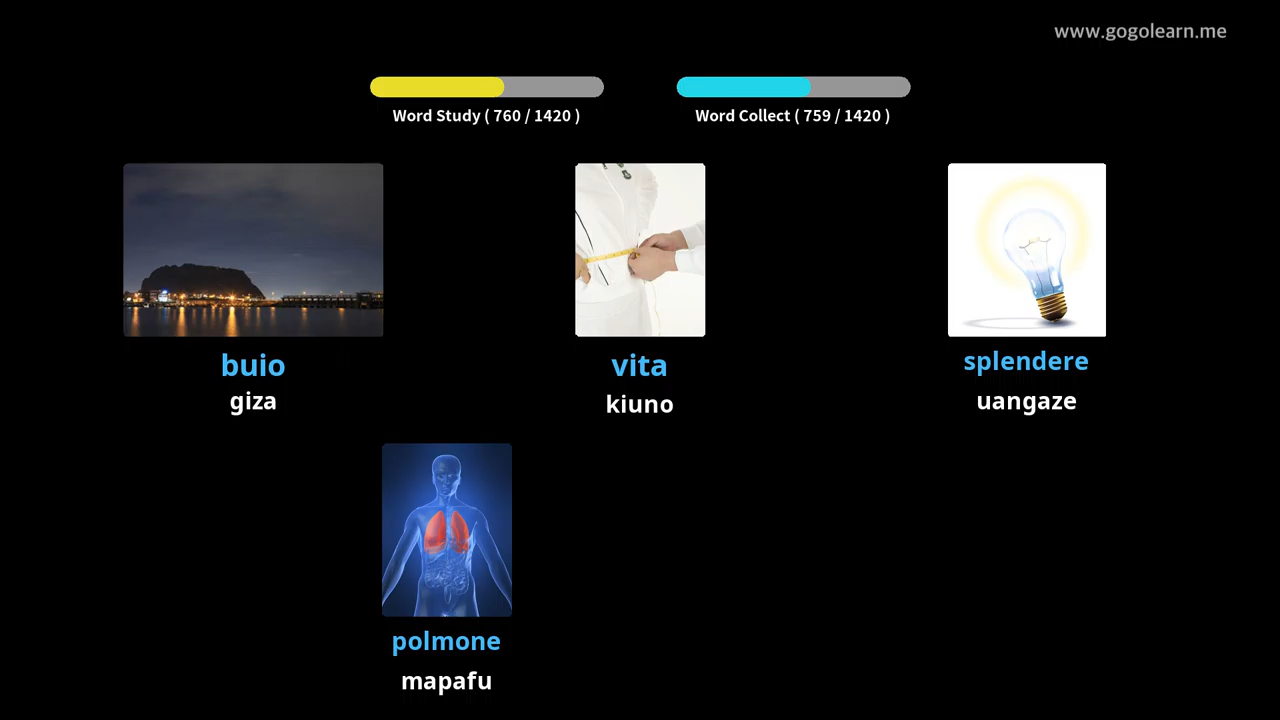 www.gogolearn.me
Word Study ( 760 / 1420 )
Word Collect ( 759 / 1420 )
buio
giza
vita
kiuno
splendere
uangaze
polmone
mapafu